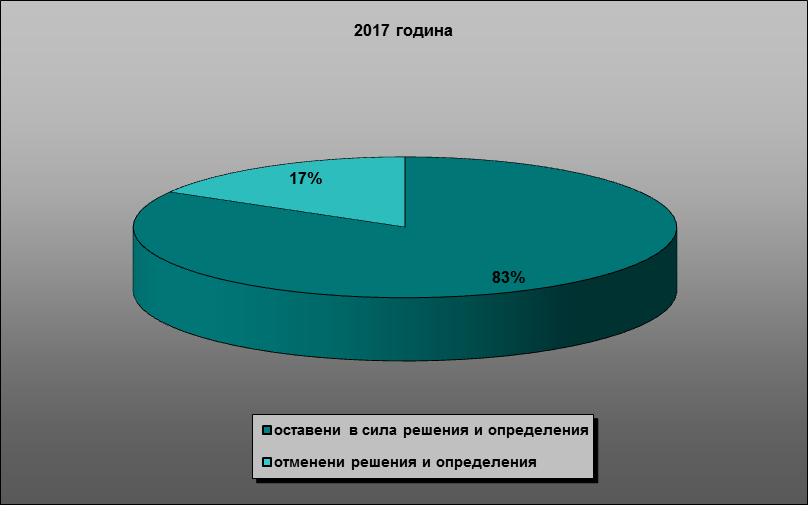 2017 година
17%
83%
оставени в сила решения и определения
отменени решения и определения